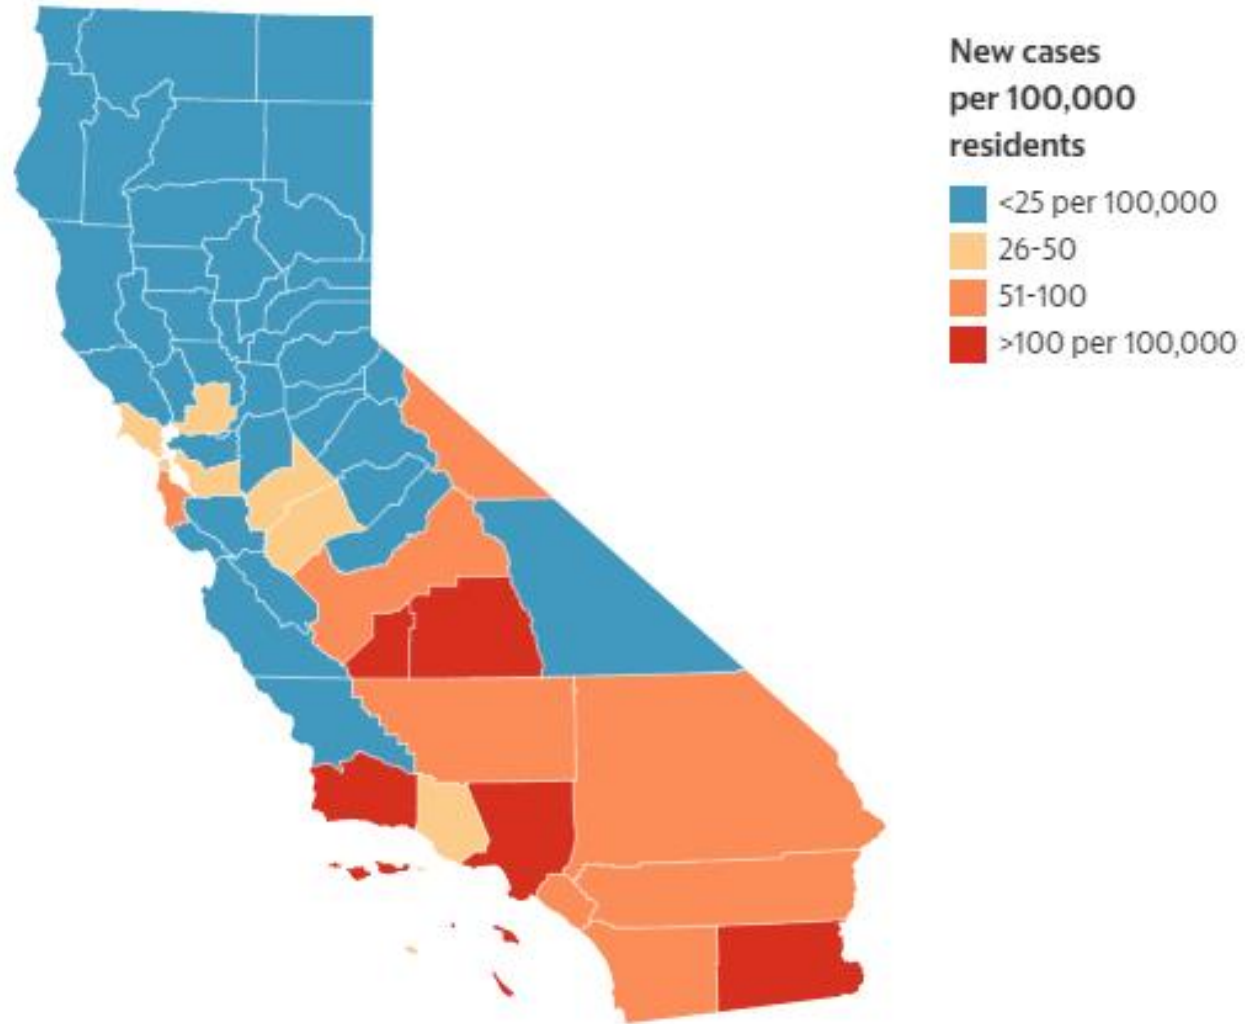 New cases
per 100,000
residents
<25 per 100,000
26-50
51-100
>100 per 100,000